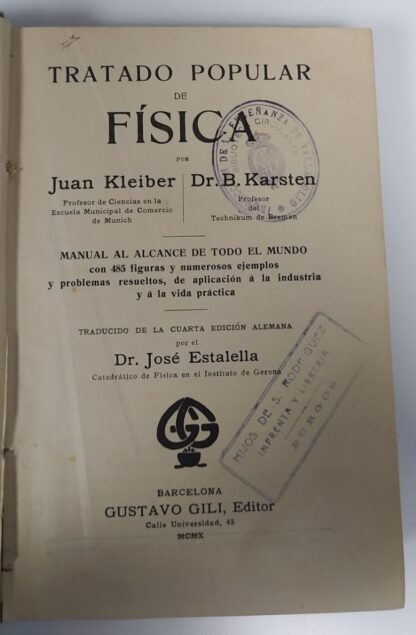 TRATADO POPULAR
DE
FÍSICA
POR
Juan Kleiber
Profesor de Ciencias en la
Escuela Municipal de Comercio
de Munich
Dr. B. Karsten
Profesor
del
Technikum de Bremen
MANUAL AL ALCANCE DE TODO EL MUNDO
con 485 figuras y numerosos ejemplos
y problemas resueltos, de aplicación á la industria
y á la vida práctica
TRADUCIDO DE LA CUARTA EDICIÓN ALEMANA
por el
Dr. José Estalella
Catedrático de Física en el Instituto de Gerona
HIJOS DE S. RODRIGUEZ
IMPRENTA Y LIBRERIA
BURGOS
BARCELONA
GUSTAVO GILI, Editor
Calle Universidad, 45
MCMX